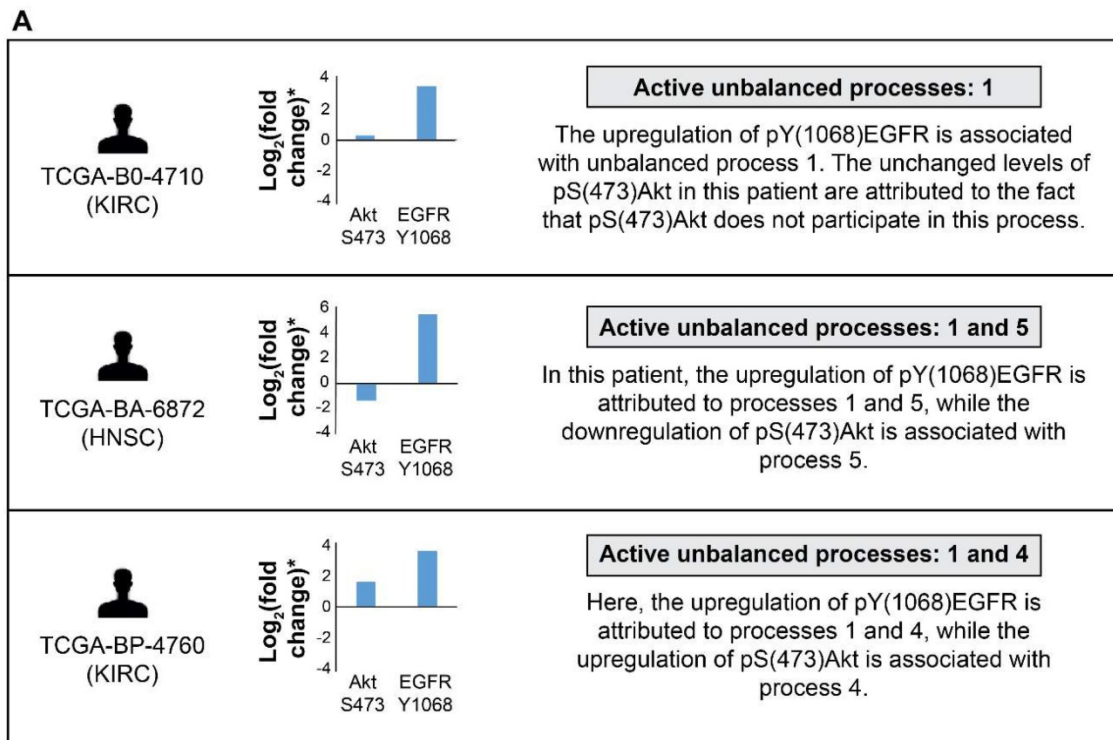 A
TCGA-B0-4710
(KIRC)
Log2(fold
change)*
4
2
0
-2
-4
Akt
S473
EGFR
Y1068
Active unbalanced processes: 1
The upregulation of pY(1068)EGFR is associated
with unbalanced process 1. The unchanged levels of
pS(473)Akt in this patient are attributed to the fact
that pS(473)Akt does not participate in this process.
TCGA-BA-6872
(HNSC)
Log2(fold
change)*
6
4
2
0
-2
-4
Akt
S473
EGFR
Y1068
Active unbalanced processes: 1 and 5
In this patient, the upregulation of pY(1068)EGFR is
attributed to processes 1 and 5, while the
downregulation of pS(473)Akt is associated with
process 5.
TCGA-BP-4760
(KIRC)
Log2(fold
change)*
4
2
0
-2
-4
Akt
S473
EGFR
Y1068
Active unbalanced processes: 1 and 4
Here, the upregulation of pY(1068)EGFR is
attributed to processes 1 and 4, while the
upregulation of pS(473)Akt is associated with
process 4.